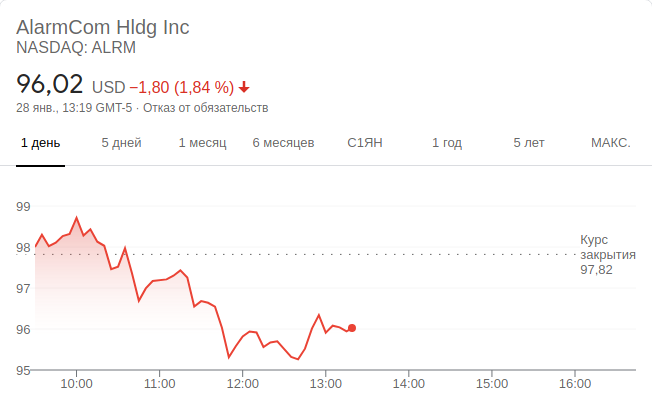 AlarmCom Hldg Inc
NASDAQ: ALRM
96,02 USD −1,80 (1,84 %)
28 янв., 13:19 GMT-5 · Отказ от обязательств
1 день 5 дней 1 месяц 6 месяцев С1ЯН 1 год 5 лет МАКС.
99
98
97
96
95
Курс
закрытия
97,82
10:00 11:00 12:00 13:00 14:00 15:00 16:00